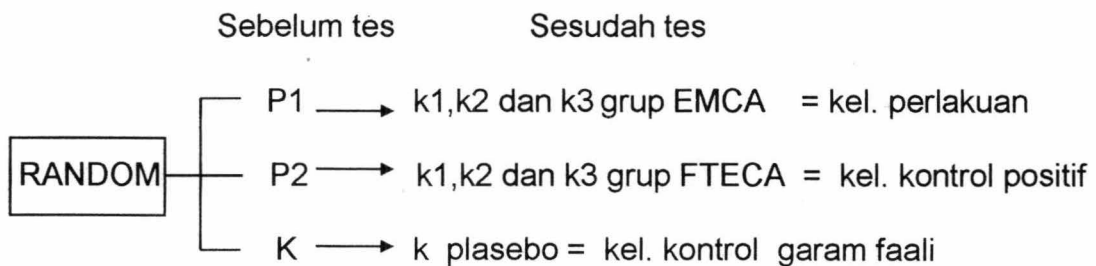 Sebelum tes Sesudah tes
P1 k1,k2 dan k3 grup EMCA = kel. perlakuan
RANDOM P2 k1,k2 dan k3 grup FTECA = kel. kontrol positif
K k plasebo = kel. kontrol garam faali